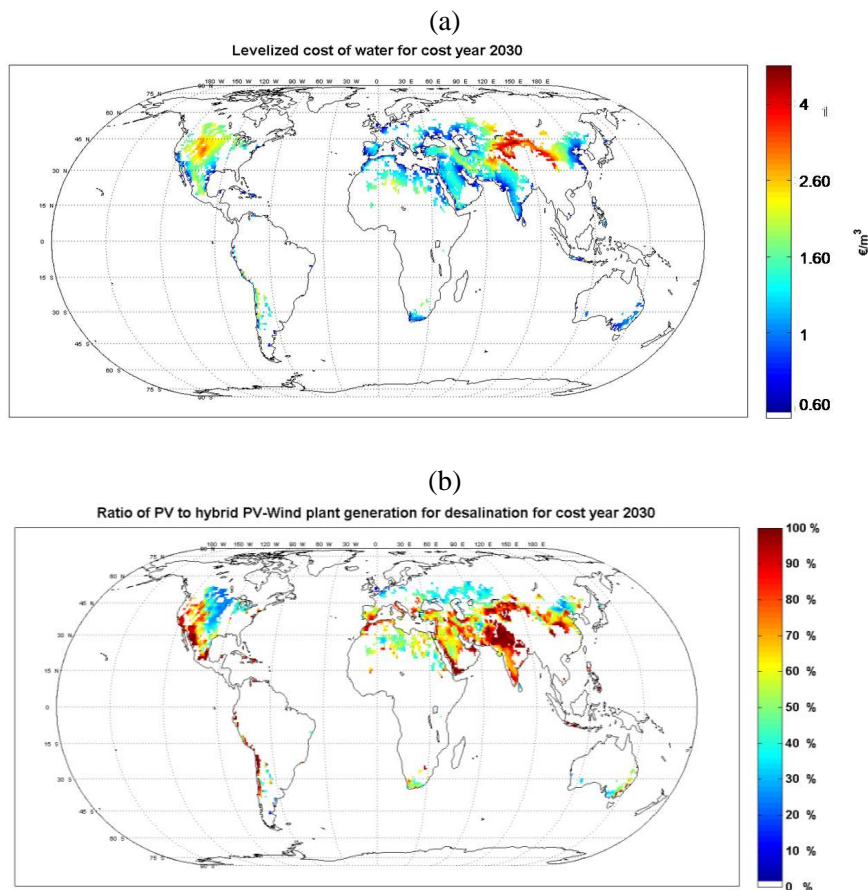 (a)
Levelized cost of water for cost year 2030
180 W 150 W 120 W 90 W 60 W 30 W 0 30 E 60 E 90 E 120 E 150 E 180 E
75 N
60 N
45 N
30 N
15 N
0
15 S
30 S
45 S
60 S
75 S
90 S
4
2.60
1.60
1
0.60
€/m³
(b)
Ratio of PV to hybrid PV-Wind plant generation for desalination for cost year 2030
180 W 150 W 120 W 90 W 60 W 30 W 0 30 E 60 E 90 E 120 E 150 E 180 E
75 N
60 N
45 N
30 N
15 N
0
15 S
30 S
45 S
60 S
75 S
90 S
100 %
90 %
80 %
70 %
60 %
50 %
40 %
30 %
20 %
10 %
0 %